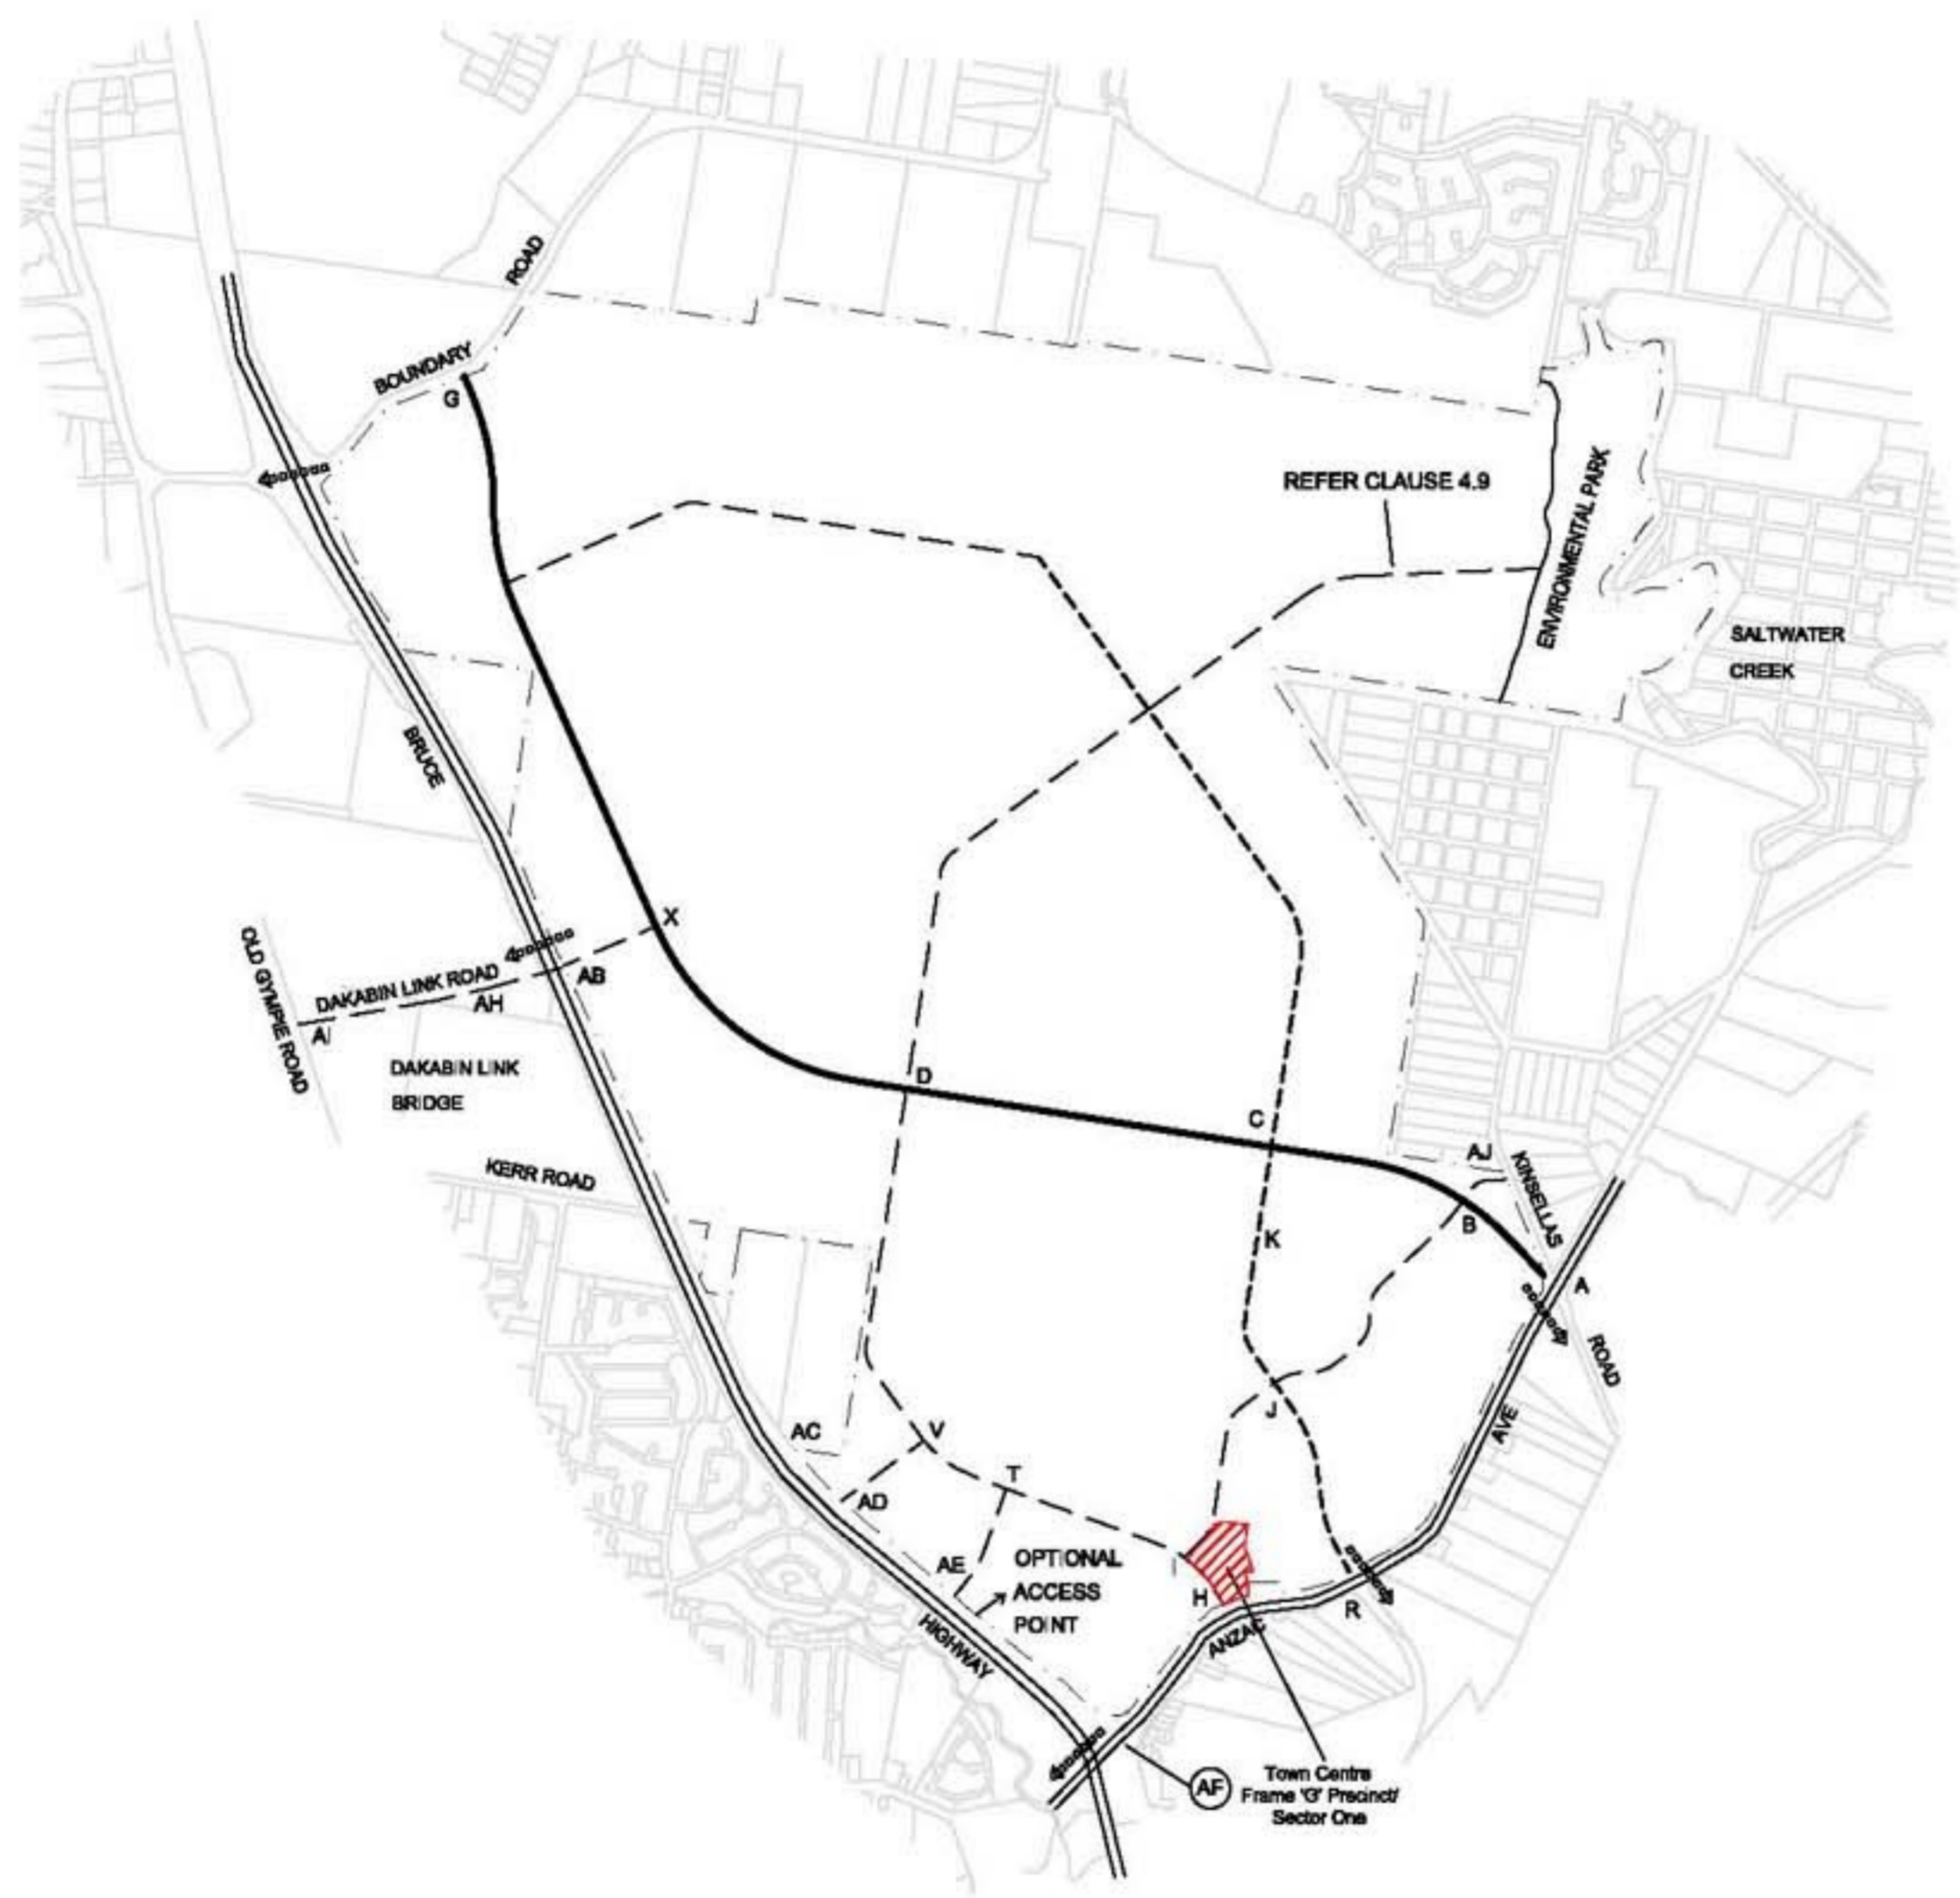 ROAD
BOUNDARY
G
REFER CLAUSE 4.9
ENVIRONMENTAL PARK
SALTWATER
CREEK
BRUCE
X
OLD GYMPIE ROAD
DAKABIN LINK ROAD
AB
AH
AI
DAKABIN LINK
BRIDGE
D
C
AJ
KINSELLAS
KERR ROAD
B
K
A
ROAD
J
AVE
AC
V
T
AD
AE
OPTIONAL
ACCESS
POINT
I
H
R
ANZAC
HIGHWAY
AF
Town Centre
Frame 'G' Precinct/
Sector One